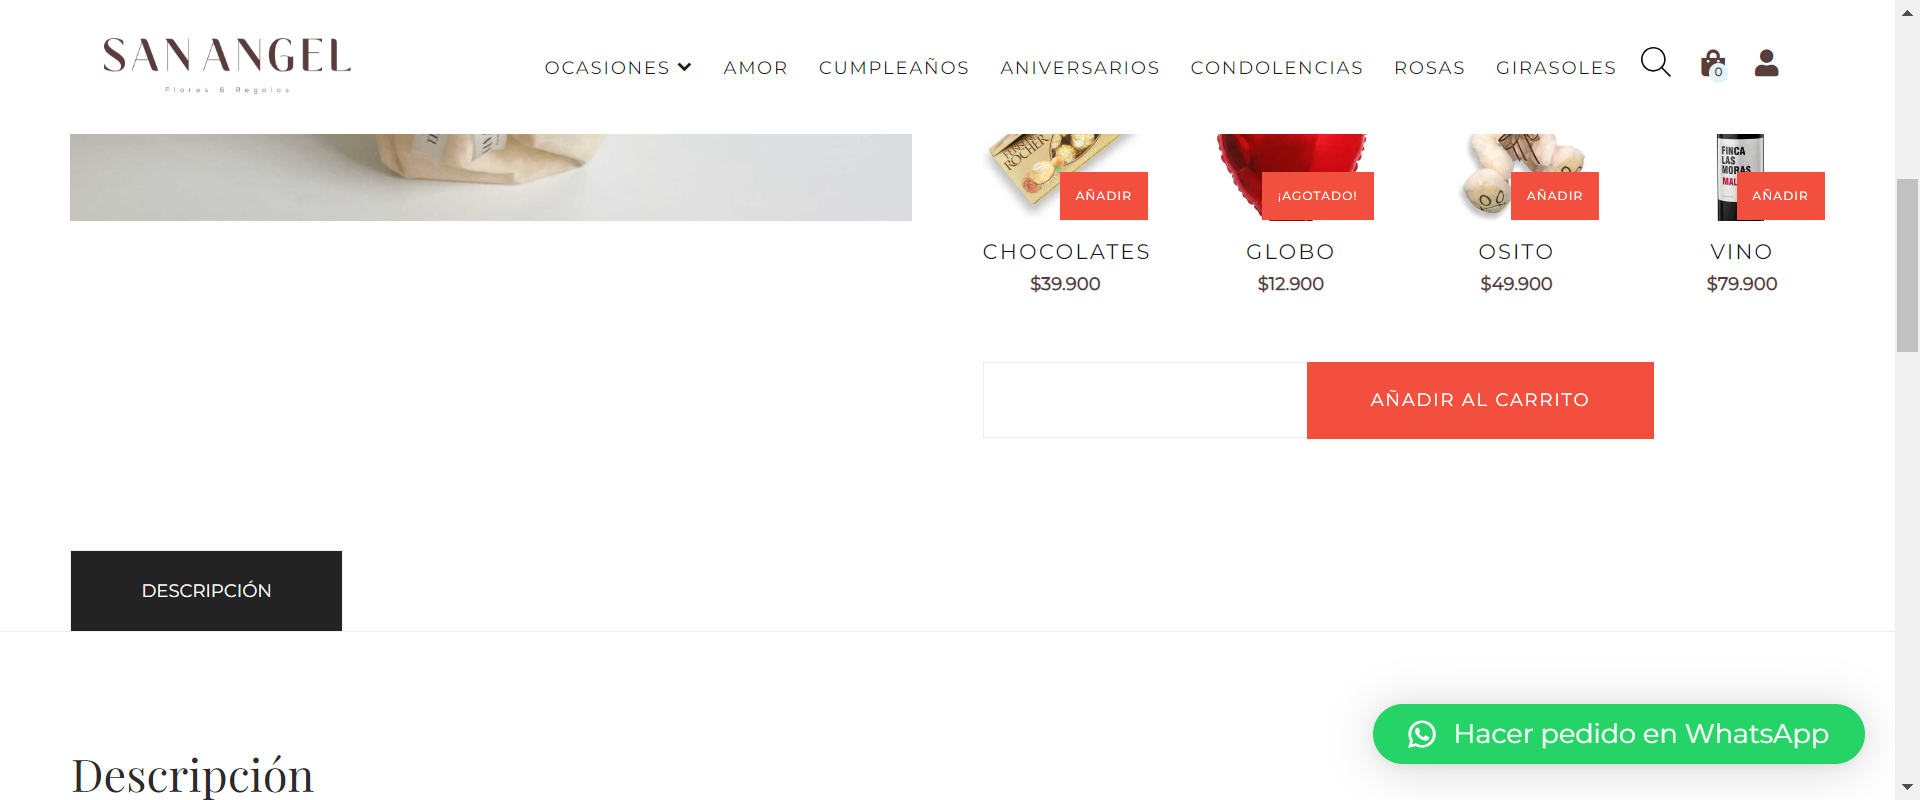 SAN ANGEL
Flores & Regalos
OCASIONES
AMOR
CUMPLEAÑOS
ANIVERSARIOS
CONDOLENCIAS
ROSAS
GIRASOLES
0
ROCHER
FINCA
LAS
MORAS
AÑADIR
¡AGOTADO!
AÑADIR
AÑADIR
CHOCOLATES
$39.900
GLOBO
$12.900
OSITO
$49.900
VINO
$79.900
AÑADIR AL CARRITO
DESCRIPCIÓN
Descripción
Hacer pedido en WhatsApp